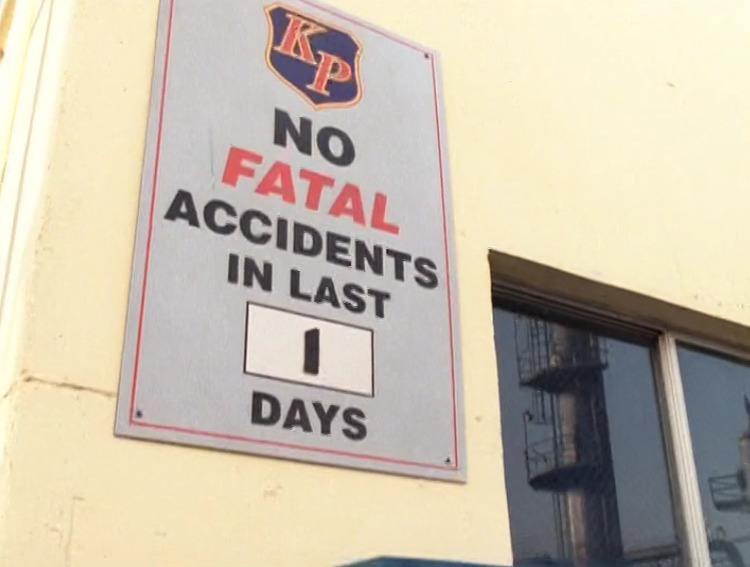 KP
NO
FATAL
ACCIDENTS
IN LAST
1
DAYS